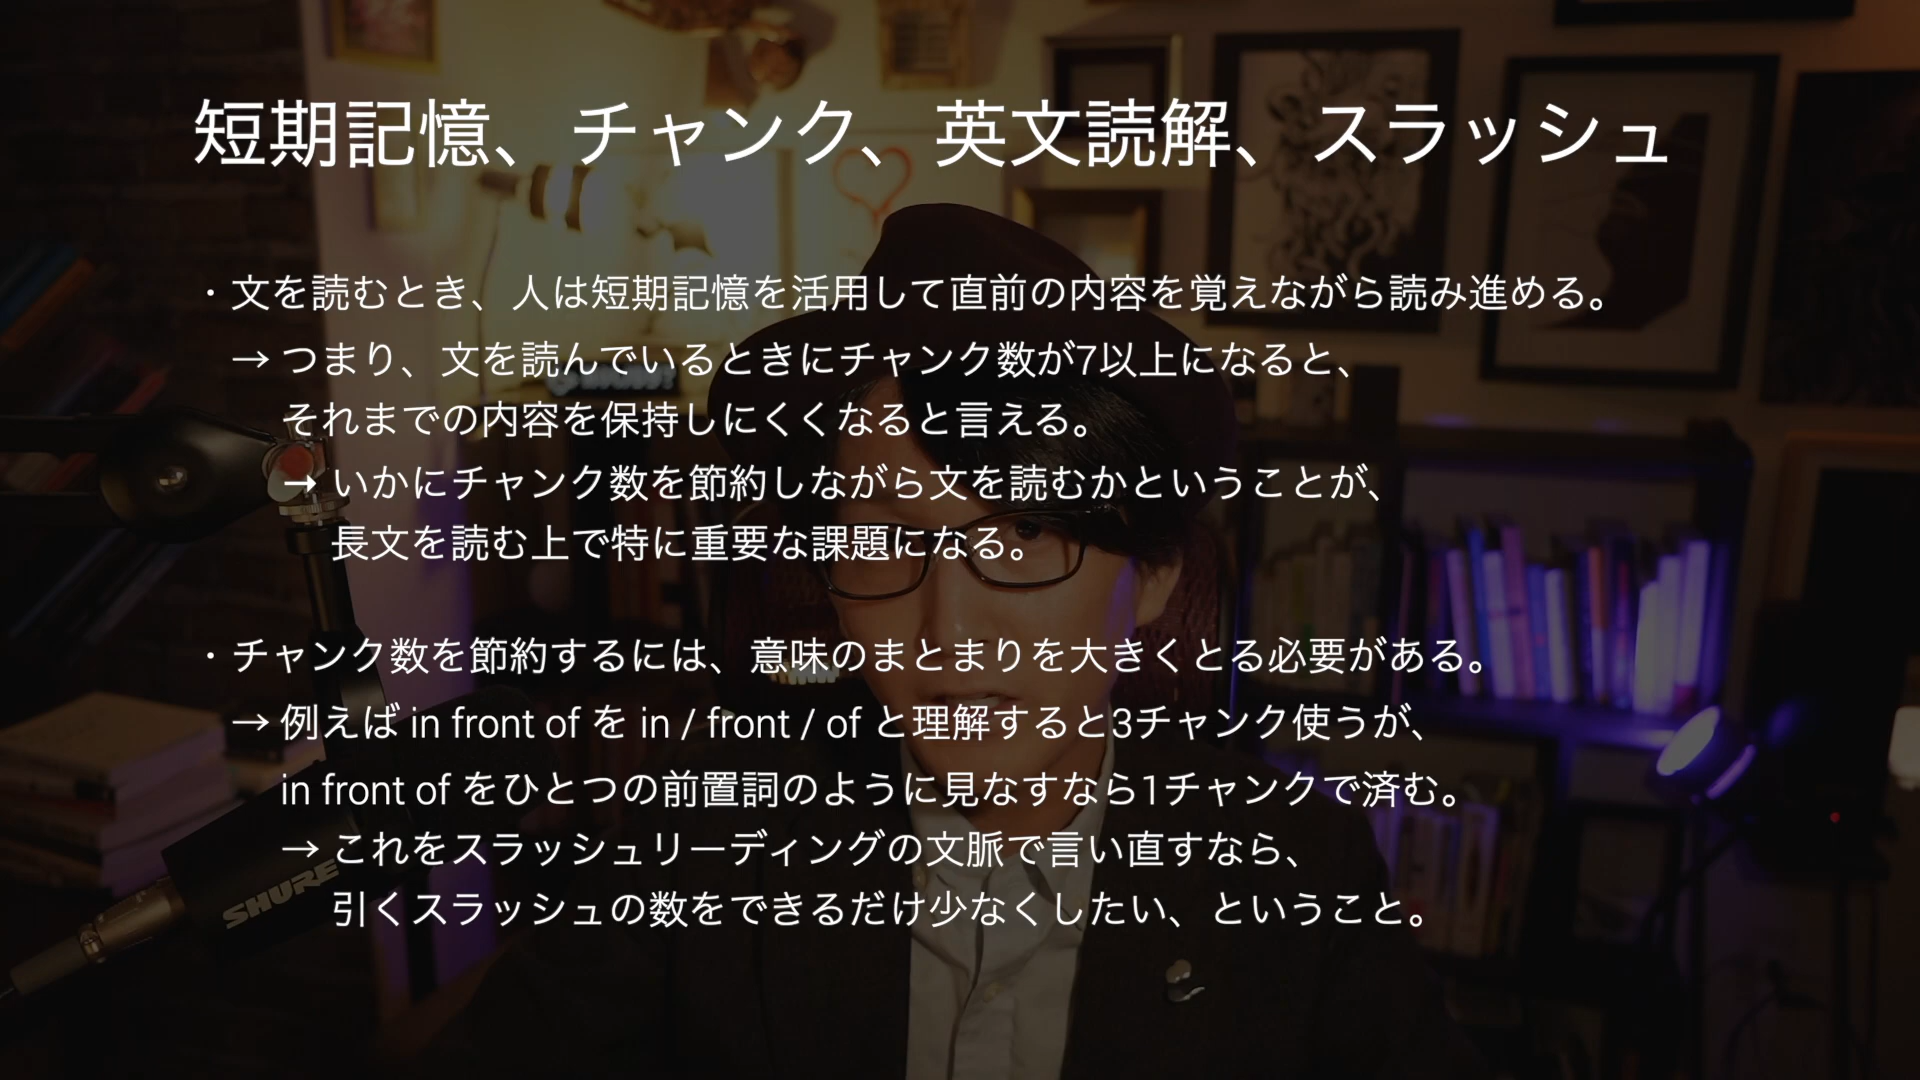 短期記憶、チャンク、英文読解、スラッシュ
・文を読むとき、人は短期記憶を活用して直前の内容を覚えながら読み進める。
→ つまり、文を読んでいるときにチャンク数が7以上になると、
それまでの内容を保持しにくくなると言える。
→ いかにチャンク数を節約しながら文を読むかということが、
長文を読む上で特に重要な課題になる。
・チャンク数を節約するには、意味のまとまりを大きくとる必要がある。
→ 例えば in front of を in / front / of と理解すると3チャンク使うが、
in front of をひとつの前置詞のように見なすなら1チャンクで済む。
→ これをスラッシュリーディングの文脈で言い直すなら、
引くスラッシュの数をできるだけ少なくしたい、ということ。
SHURE